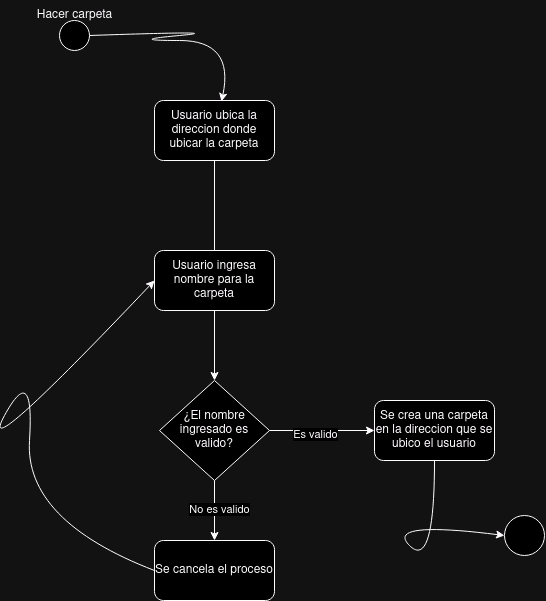 Hacer carpeta
Usuario ubica la
direccion donde
ubicar la carpeta
Usuario ingresa
nombre para la
carpeta
¿El nombre
ingresado es
valido?
Es valido
Se crea una carpeta
en la direccion que se
ubico el usuario
No es valido
Se cancela el proceso